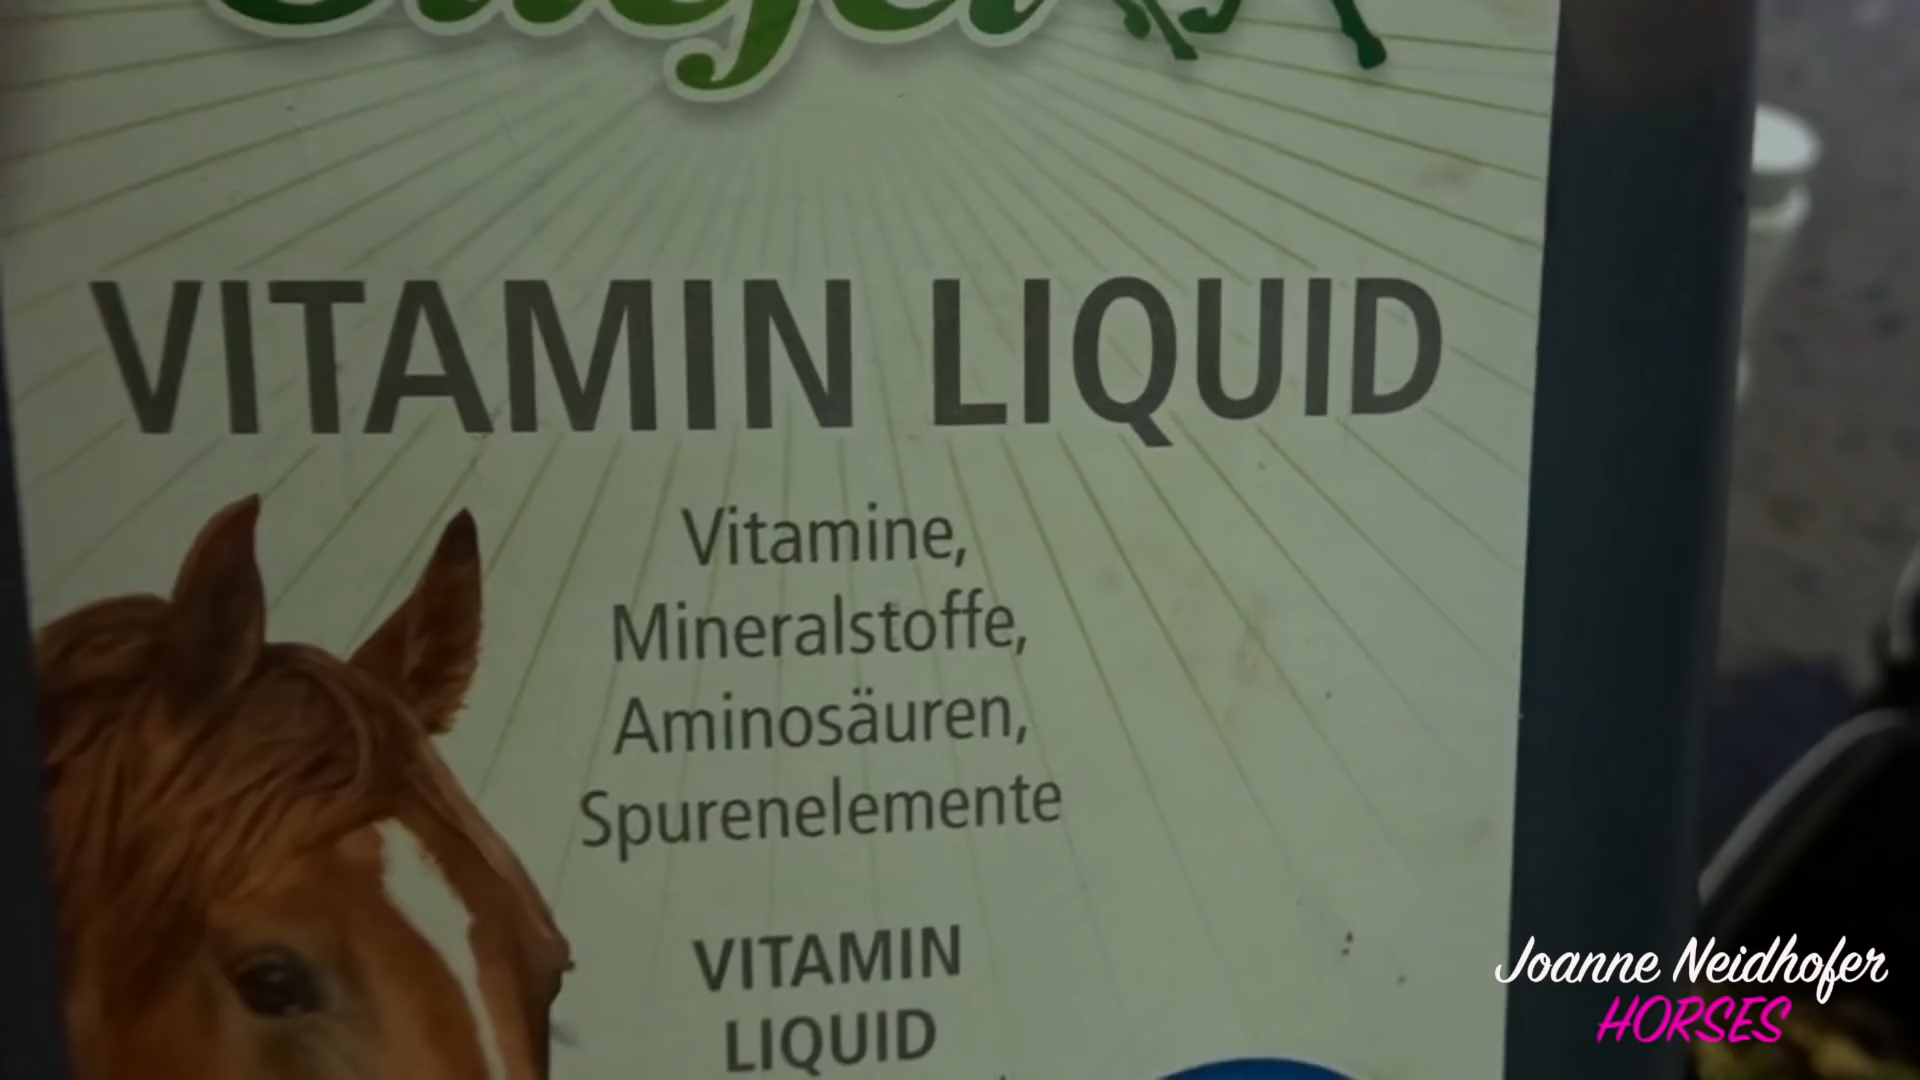 VITAMIN LIQUID
Vitamine,
Mineralstoffe,
Aminosäuren,
Spurenelemente
VITAMIN
LIQUID
Joanne Neidhofer
HORSES